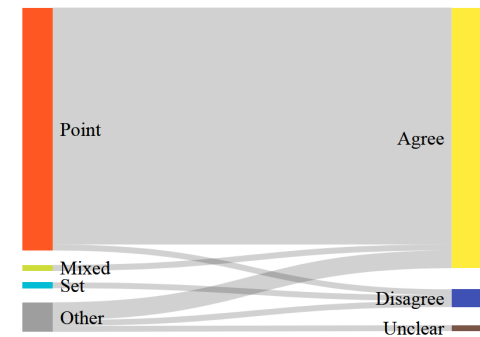 Point
Agree
Mixed
Set
Disagree
Other
Unclear